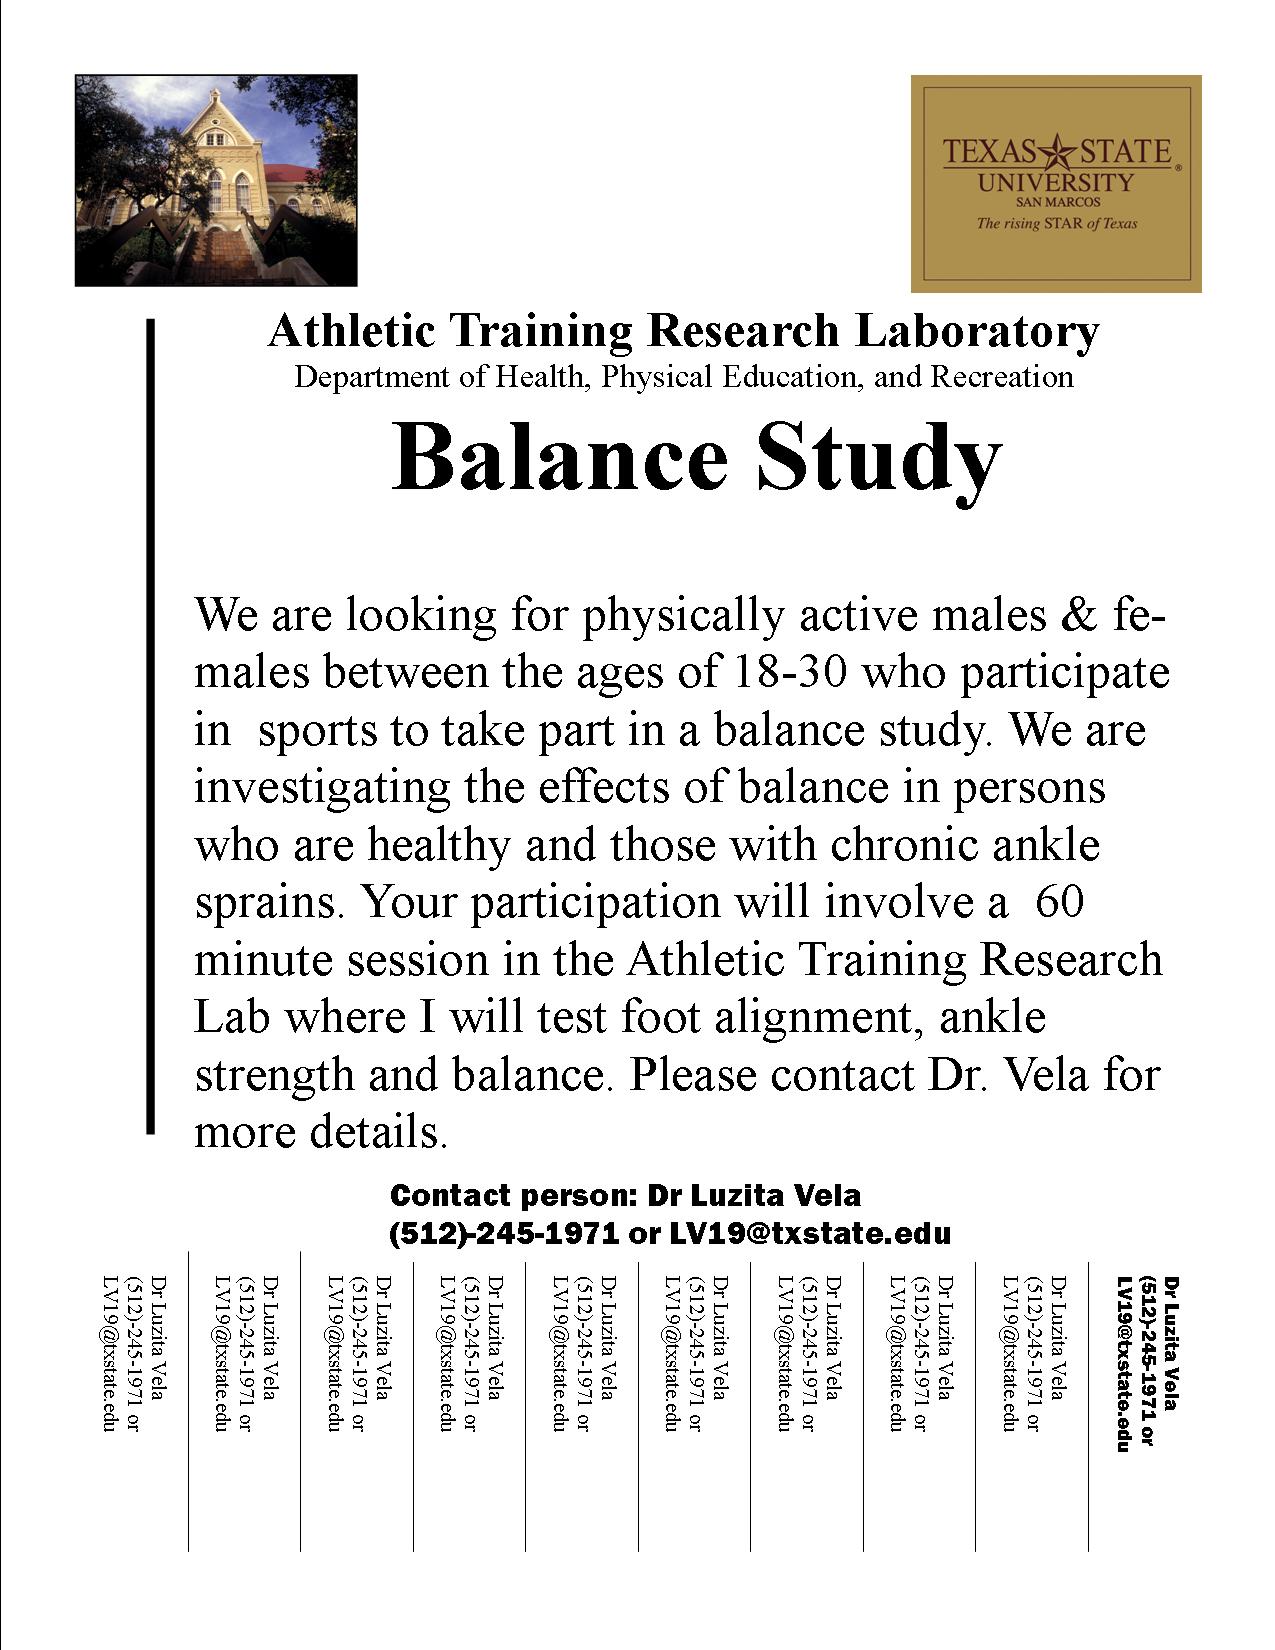 TEXAS STATE®
UNIVERSITY
SAN MARCOS
The rising STAR of Texas
Athletic Training Research Laboratory
Department of Health, Physical Education, and Recreation
Balance Study
We are looking for physically active males & fe-
males between the ages of 18-30 who participate
in  sports to take part in a balance study. We are
investigating the effects of balance in persons
who are healthy and those with chronic ankle
sprains. Your participation will involve a  60
minute session in the Athletic Training Research
Lab where I will test foot alignment, ankle
strength and balance. Please contact Dr. Vela for
more details.
Contact person: Dr Luzita Vela
(512)-245-1971 or LV19@txstate.edu
Dr Luzita Vela
(512)-245-1971 or
LV19@txstate.edu
Dr Luzita Vela
(512)-245-1971 or
LV19@txstate.edu
Dr Luzita Vela
(512)-245-1971 or
LV19@txstate.edu
Dr Luzita Vela
(512)-245-1971 or
LV19@txstate.edu
Dr Luzita Vela
(512)-245-1971 or
LV19@txstate.edu
Dr Luzita Vela
(512)-245-1971 or
LV19@txstate.edu
Dr Luzita Vela
(512)-245-1971 or
LV19@txstate.edu
Dr Luzita Vela
(512)-245-1971 or
LV19@txstate.edu
Dr Luzita Vela
(512)-245-1971 or
LV19@txstate.edu
Dr Luzita Vela
(512)-245-1971 or
LV19@txstate.edu